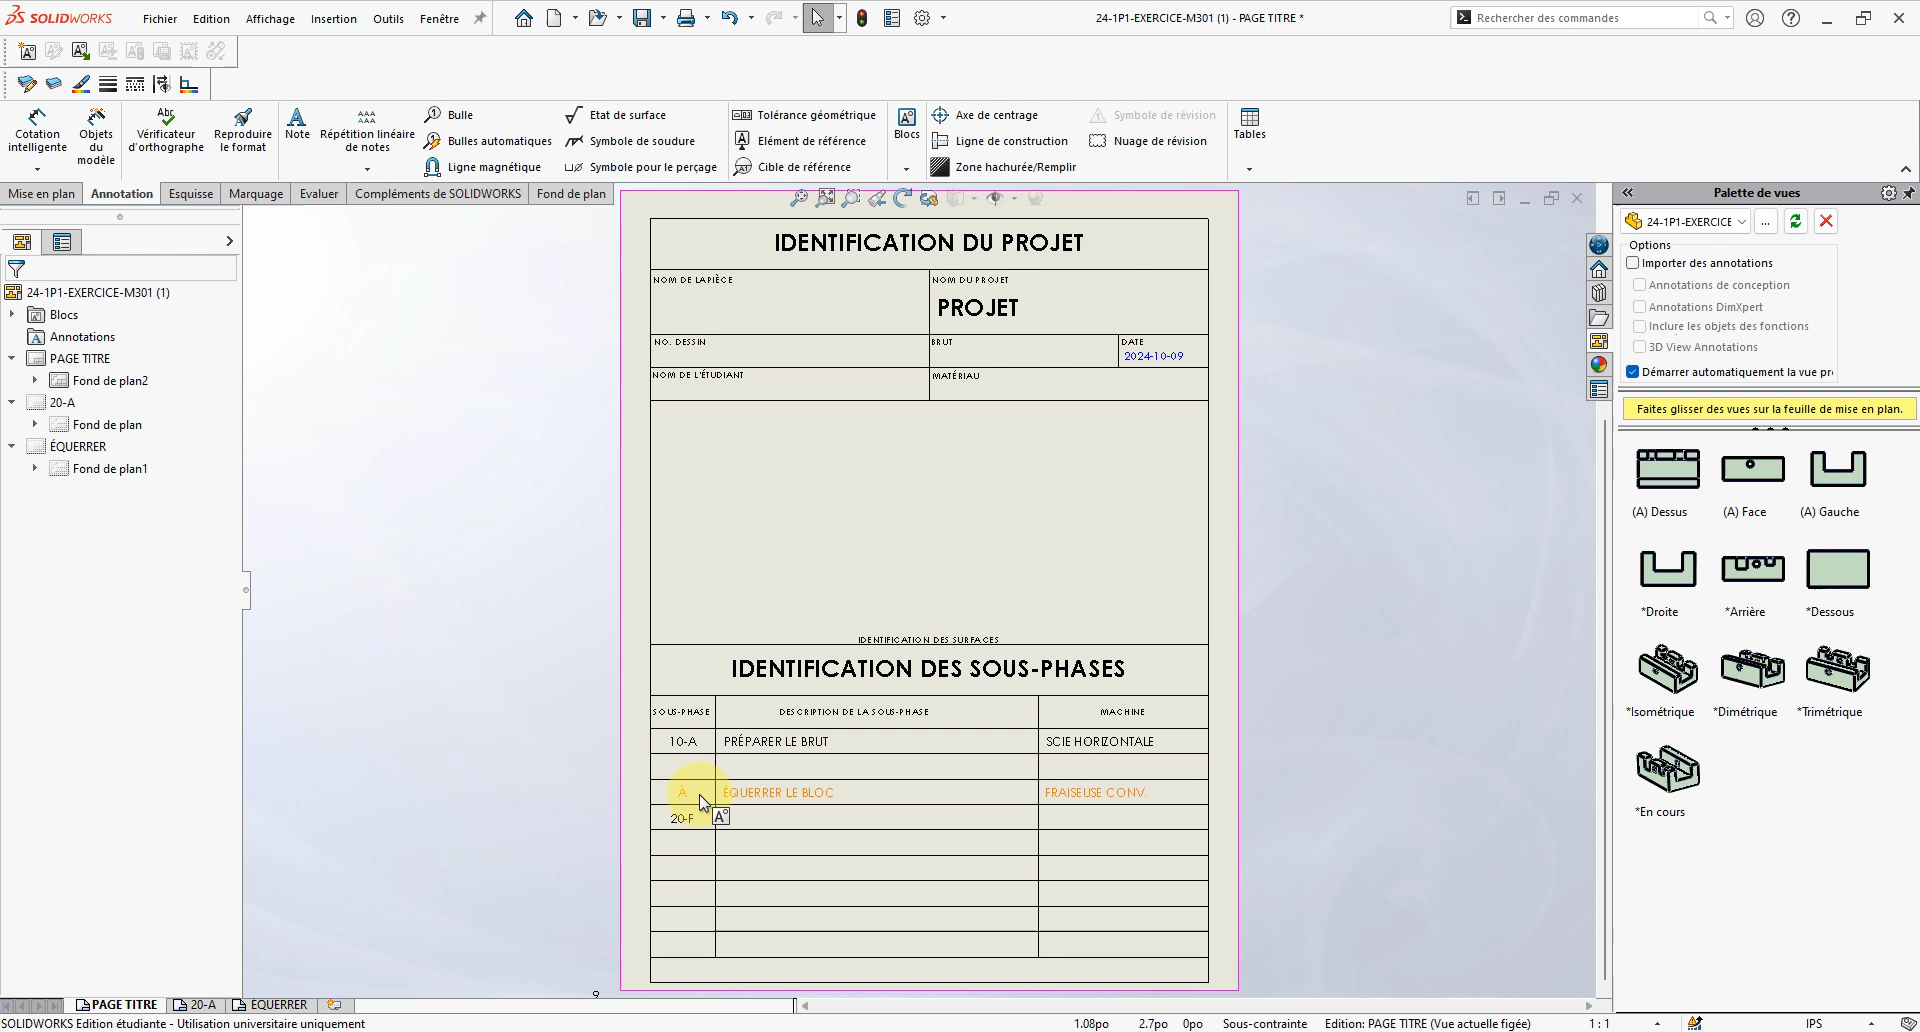 SOLIDWORKS
Fichier Edition Affichage Insertion Outils Fenêtre
24-1P1-EXERCICE-M301 (1) - PAGE TITRE *
Rechercher des commandes
Cotation intelligente
Objets du modèle
Abc
Vérificateur d'orthographe
Reproduire le format
Note
Répétition linéaire de notes
Bulle
Bulles automatiques
Ligne magnétique
Etat de surface
Symbole de soudure
Symbole pour le perçage
Tolérance géométrique
Elément de référence
Cible de référence
Blocs
Axe de centrage
Ligne de construction
Zone hachurée/Remplir
Symbole de révision
Nuage de révision
Tables
Mise en plan Annotation Esquisse Marquage Evaluer Compléments de SOLIDWORKS Fond de plan
24-1P1-EXERCICE-M301 (1)
Blocs
Annotations
PAGE TITRE
Fond de plan2
20-A
Fond de plan
ÉQUERRER
Fond de plan1
IDENTIFICATION DU PROJET
NOM DE LA PIÈCE
NOM DU PROJET
PROJET
NO. DESSIN
BRUT
DATE
2024-10-09
NOM DE L'ÉTUDIANT
MATÉRIAU
IDENTIFICATION DES SURFACES
IDENTIFICATION DES SOUS-PHASES
SOUS-PHASE DESCRIPTION DE LA SOUS-PHASE MACHINE
10-A PRÉPARER LE BRUT SCIE HORIZONTALE
À ÉQUERRER LE BLOC FRAISEUSE CONV.
20-F
Palette de vues
24-1P1-EXERCICE
...
Options
Importer des annotations
Annotations de conception
Annotations DimXpert
Inclure les objets des fonctions
3D View Annotations
Démarrer automatiquement la vue pr
Faites glisser des vues sur la feuille de mise en plan.
(A) Dessus (A) Face (A) Gauche
*Droite *Arrière *Dessous
*Isométrique *Dimétrique *Trimétrique
*En cours
PAGE TITRE 20-A ÉQUERRER
SOLIDWORKS Edition étudiante - Utilisation universitaire uniquement
1.08po 2.7po 0po Sous-contrainte Edition: PAGE TITRE (Vue actuelle figée) 1 : 1 IPS